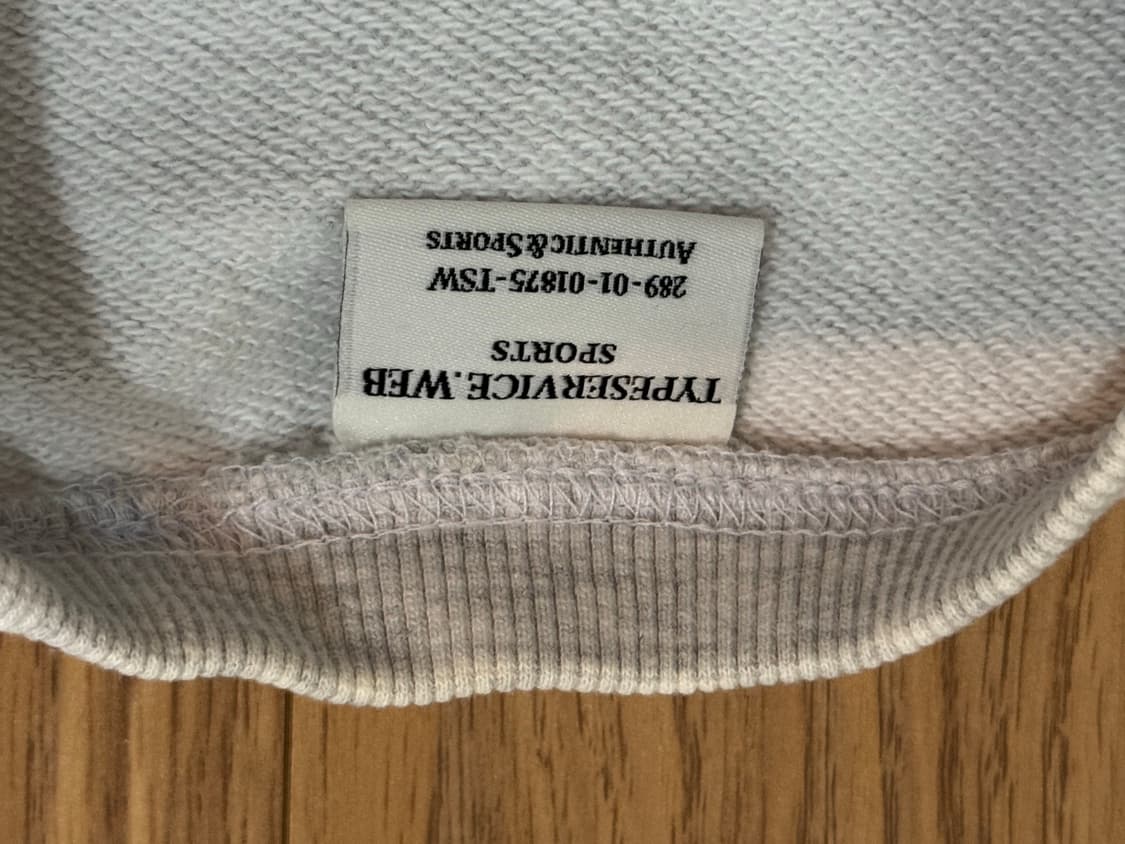 TYPESERVICE.WEB
SPORTS
289-01-01875-TSW
AUTHENTIC&SPORTS